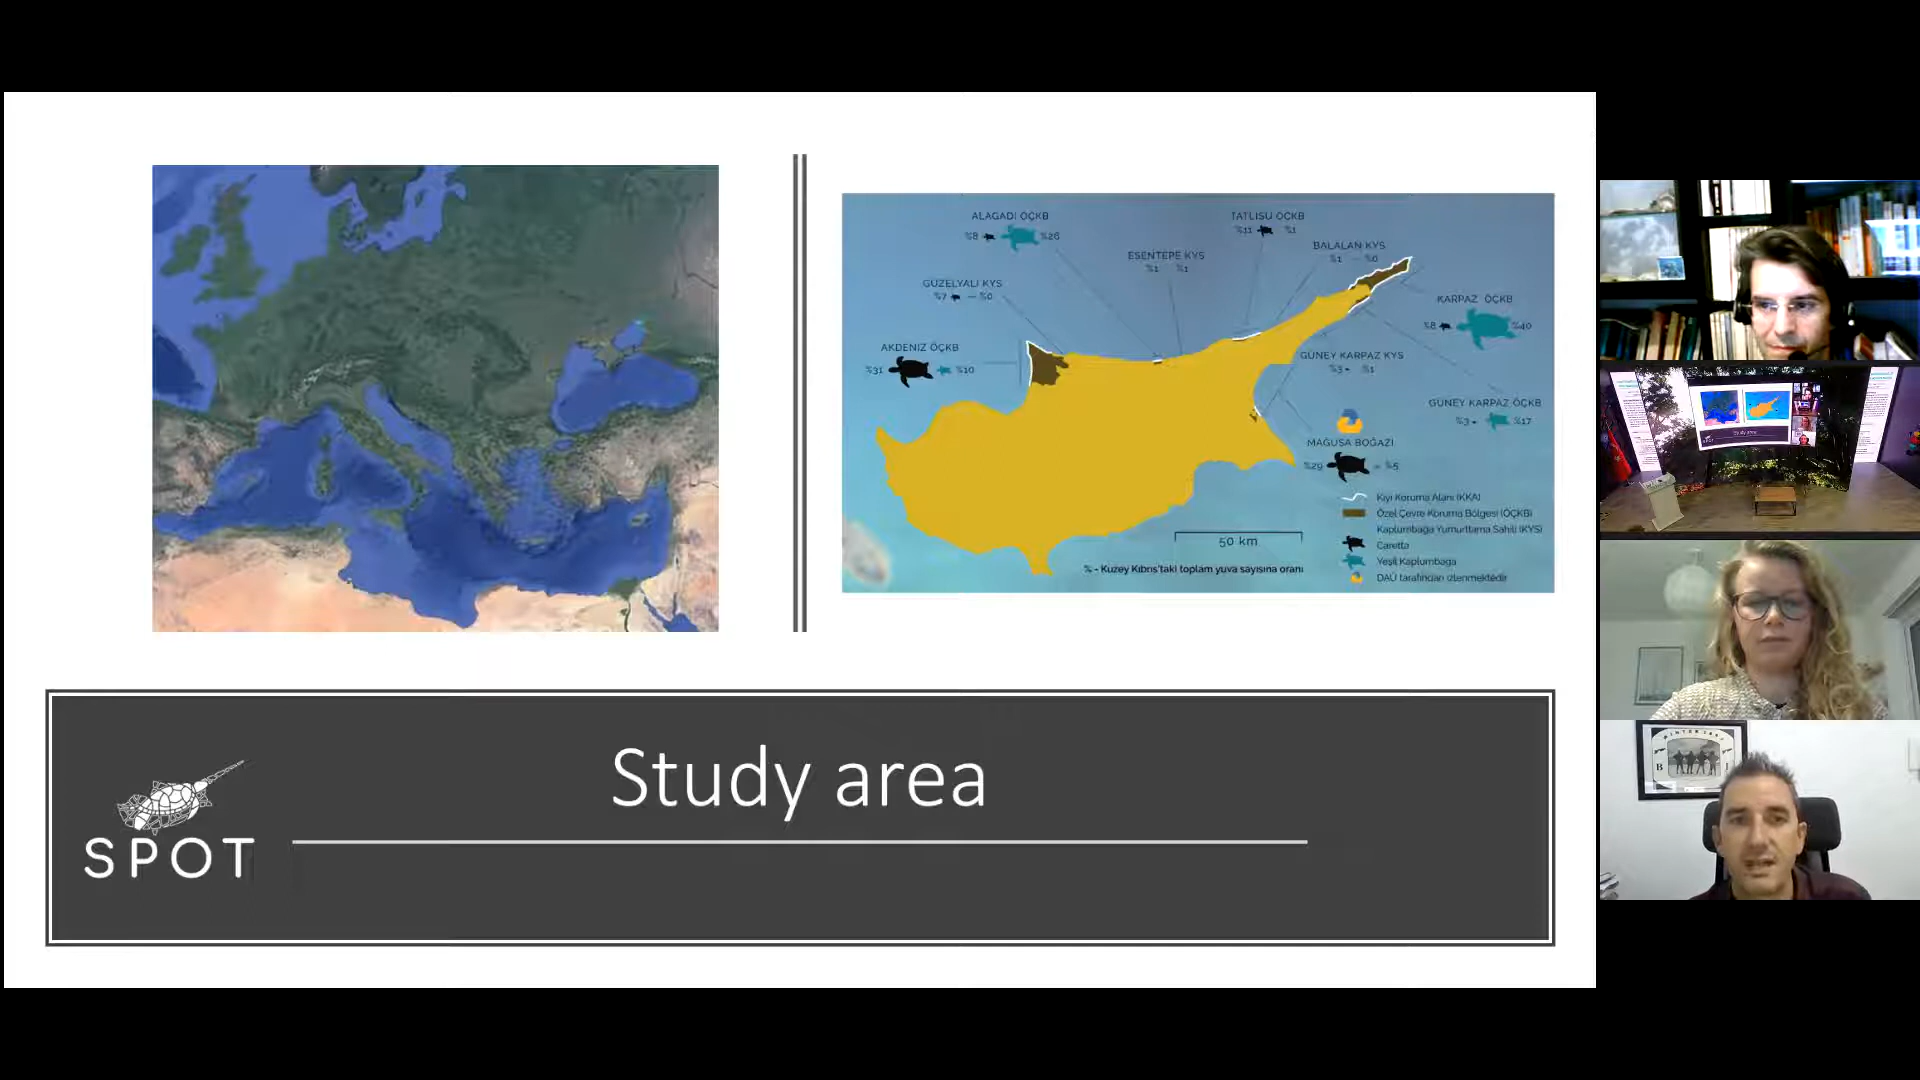 ALAGADI ÖÇKB
%8 %26
TATLISU ÖÇKB
%11 %1
ESENTEPE KYS
%1 %1
BALALAN KYS
%1 – %0
GÜZELYALI KYS
%7 – %0
KARPAZ ÖÇKB
%8 %40
AKDENİZ ÖÇKB
%31 %10
GÜNEY KARPAZ KYS
%3 %1
GÜNEY KARPAZ ÖÇKB
%3 %17
MAĞUSA BOĞAZI
%29 %5
Kıyı Koruma Alanı (KKA)
Özel Çevre Koruma Bölgesi (ÖÇKB)
Kaplumbağa Yumurtlama Sahili (KYS)
Caretta
Yeşil Kaplumbağa
DAÜ tarafından izlenmektedir
50 km
% - Kuzey Kıbrıs'taki toplam yuva sayısına oranı
Study area
SPOT